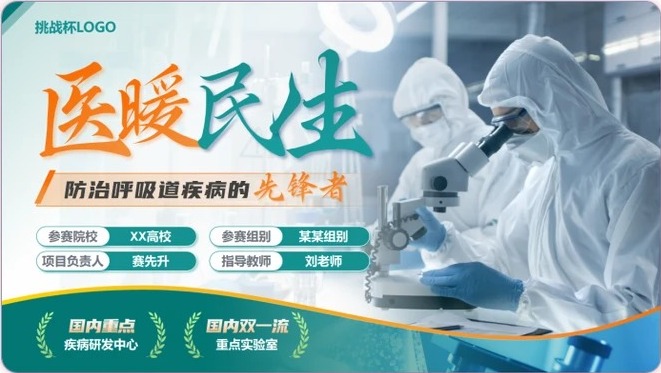 挑战杯LOGO
医暖民生
防治呼吸道疾病的先锋者
参赛院校 XX高校 参赛组别 某某组别
项目负责人 赛先升 指导教师 刘老师
国内重点 国内双一流
疾病研发中心 重点实验室